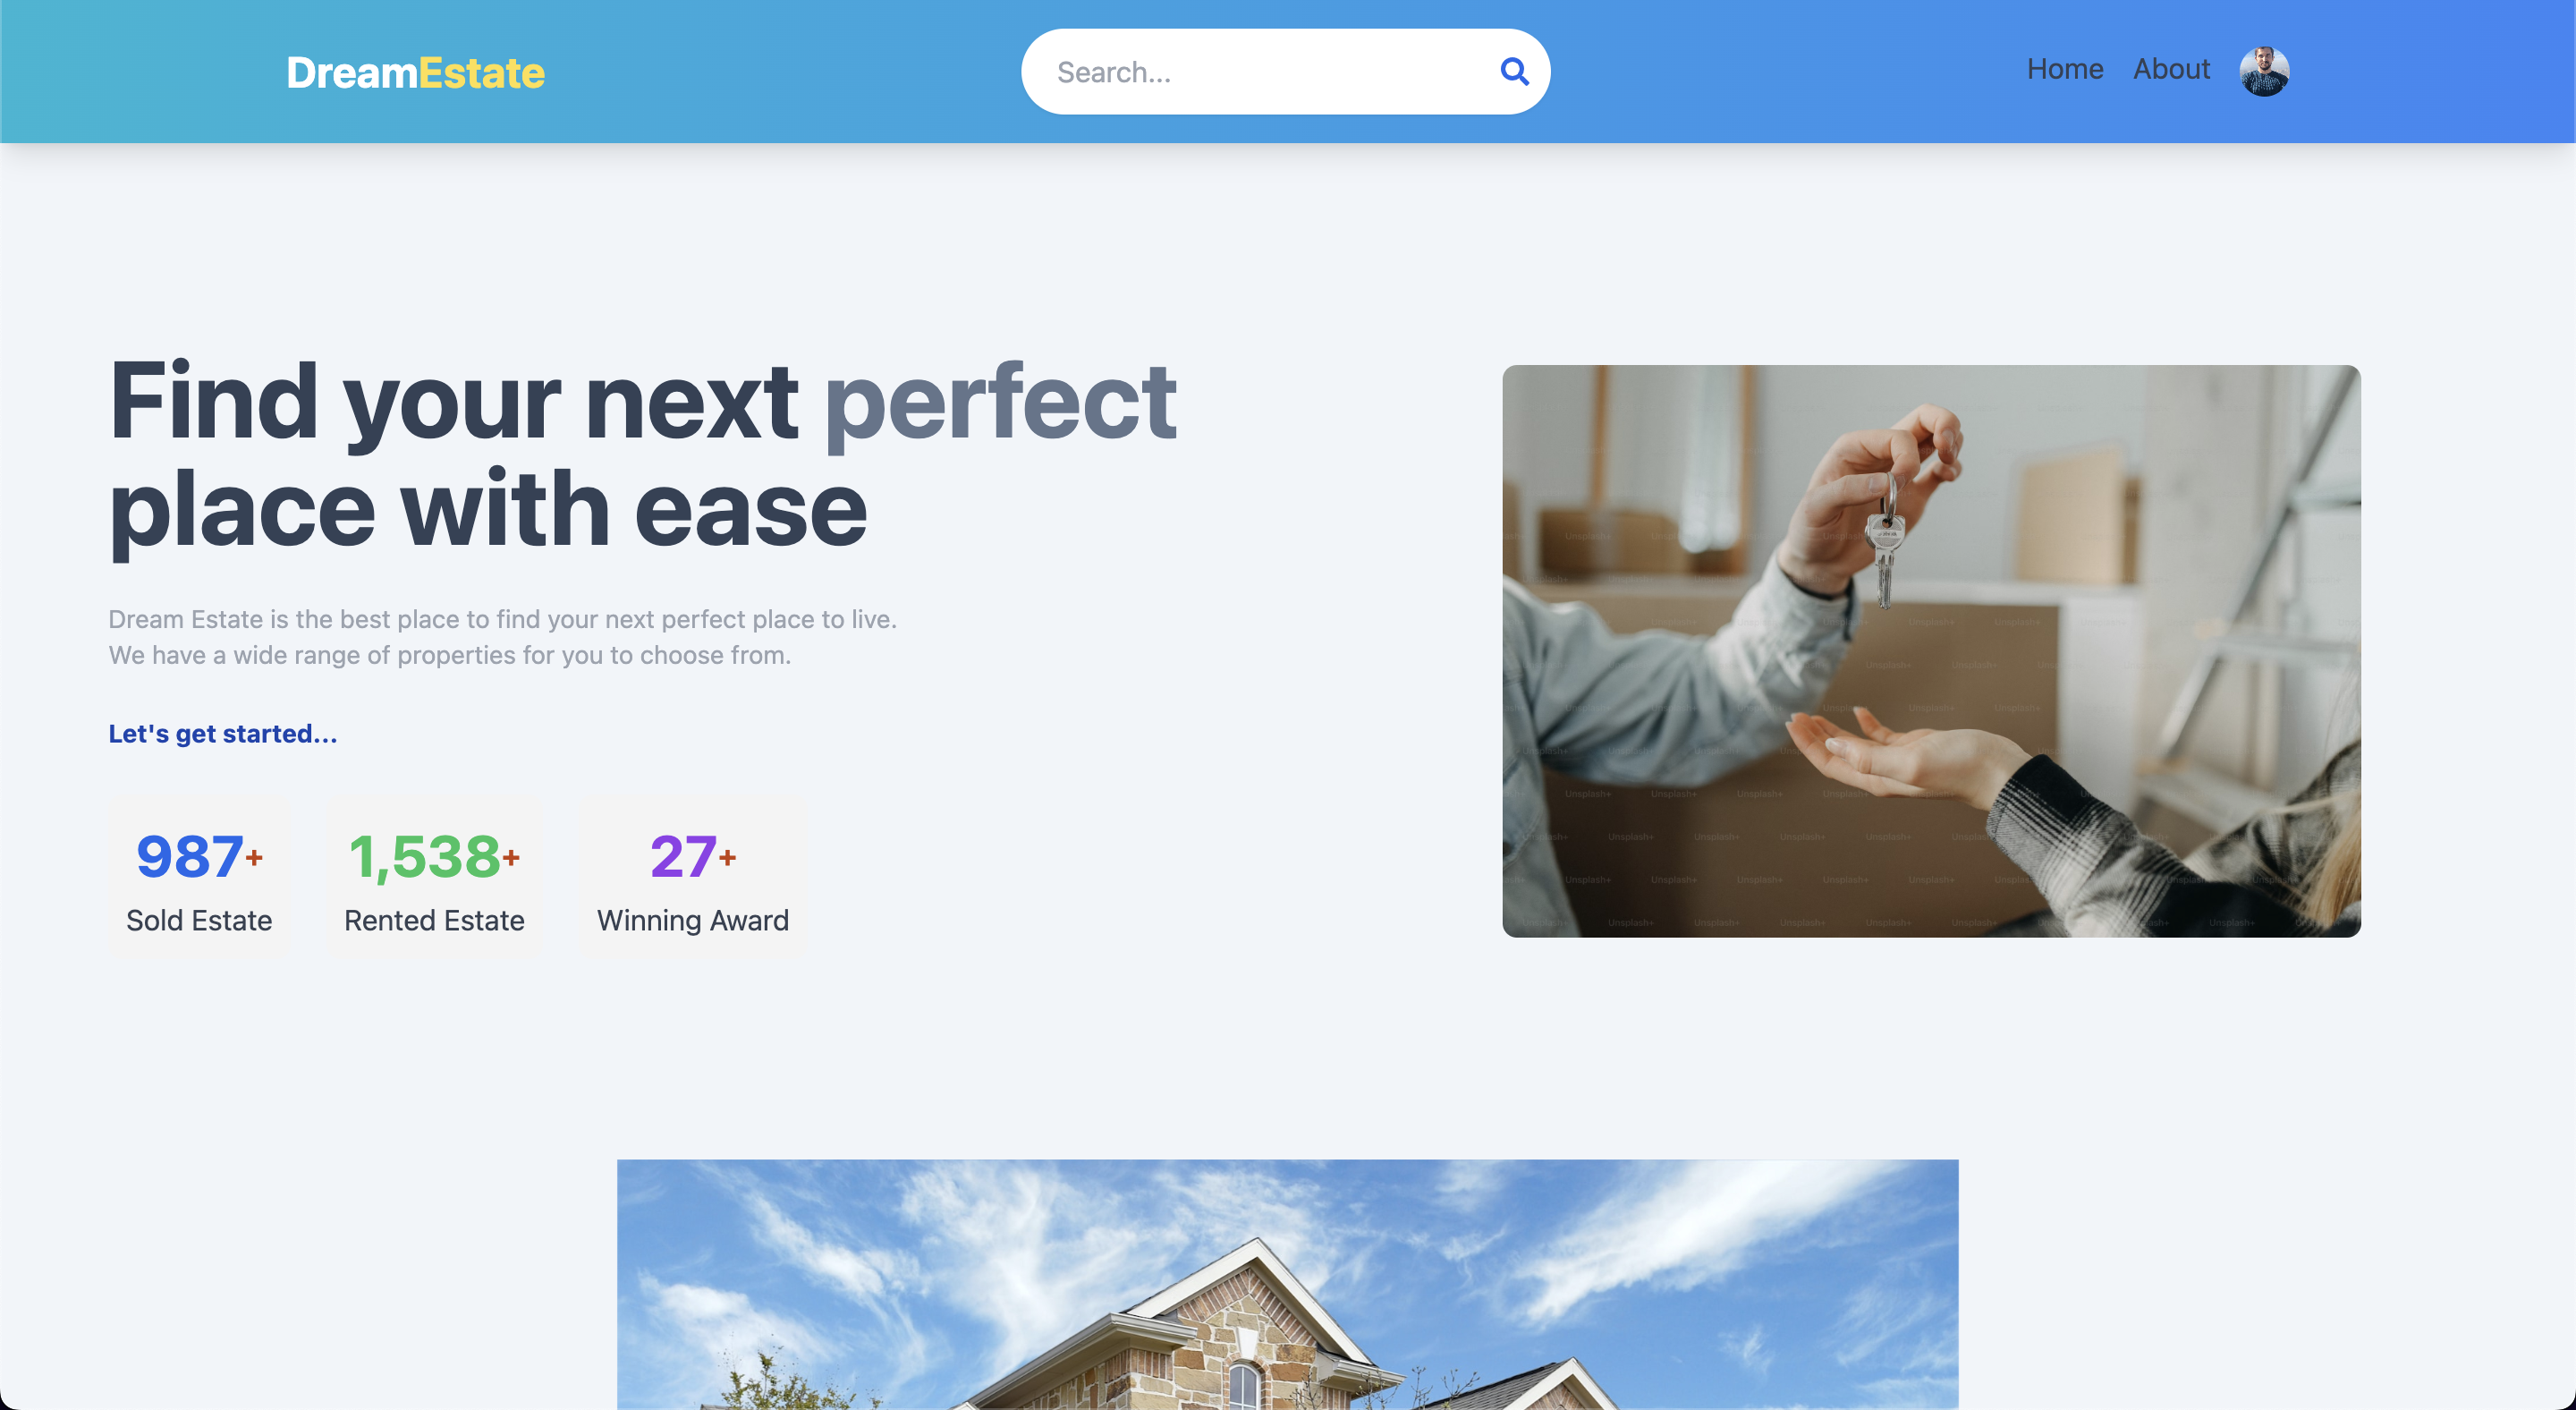 DreamEstate
Search...
Home
About
Find your next perfect
place with ease
Dream Estate is the best place to find your next perfect place to live.
We have a wide range of properties for you to choose from.
Let's get started...
987+
Sold Estate
1,538+
Rented Estate
27+
Winning Award
Unsplash+